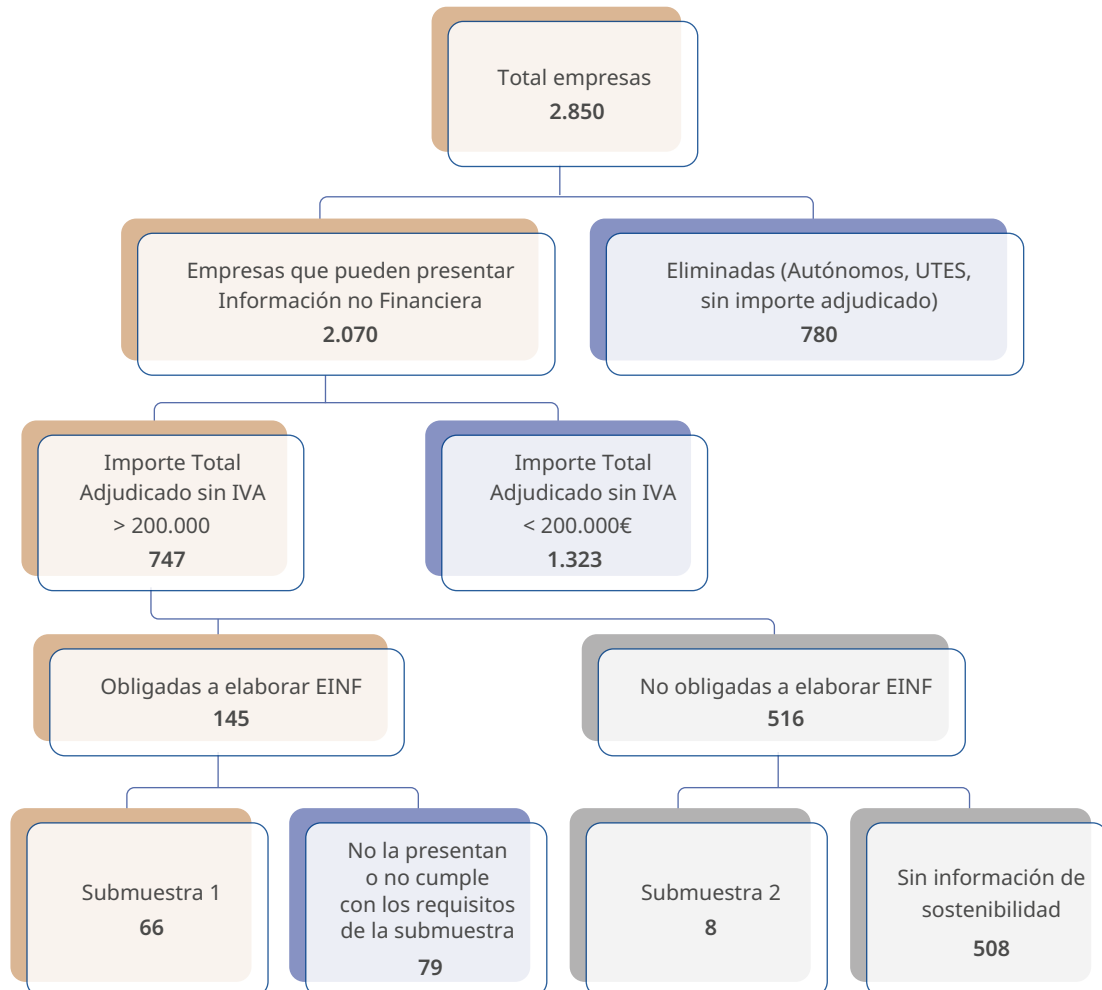 Total empresas
2.850
Empresas que pueden presentar
Información no Financiera
2.070
Eliminadas (Autónomos, UTES,
sin importe adjudicado)
780
Importe Total
Adjudicado sin IVA
> 200.000
747
Importe Total
Adjudicado sin IVA
< 200.000€
1.323
Obligadas a elaborar EINF
145
No obligadas a elaborar EINF
516
Submuestra 1
66
No la presentan
o no cumple
con los requisitos
de la submuestra
79
Submuestra 2
8
Sin información de
sostenibilidad
508